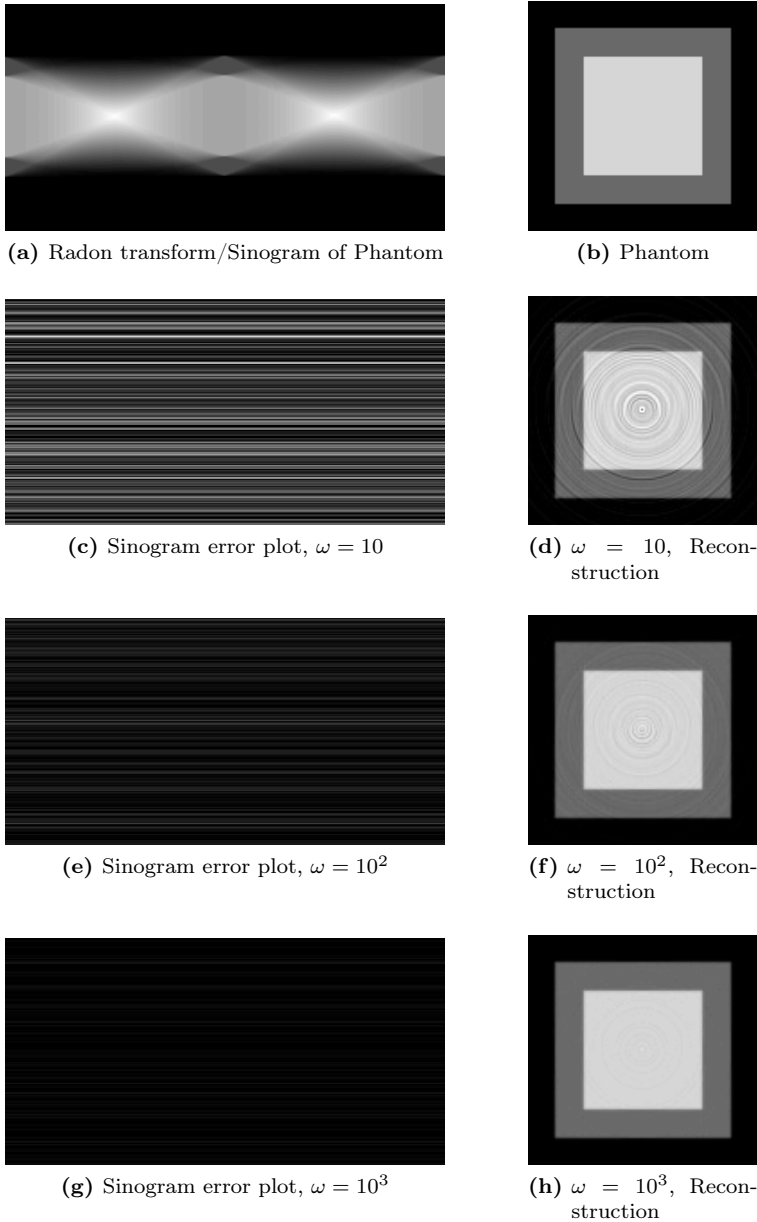 (a) Radon transform/Sinogram of Phantom
(b) Phantom
(c) Sinogram error plot, ω = 10
(d) ω = 10, Recon-
struction
(e) Sinogram error plot, ω = 10²
(f) ω = 10², Recon-
struction
(g) Sinogram error plot, ω = 10³
(h) ω = 10³, Recon-
struction